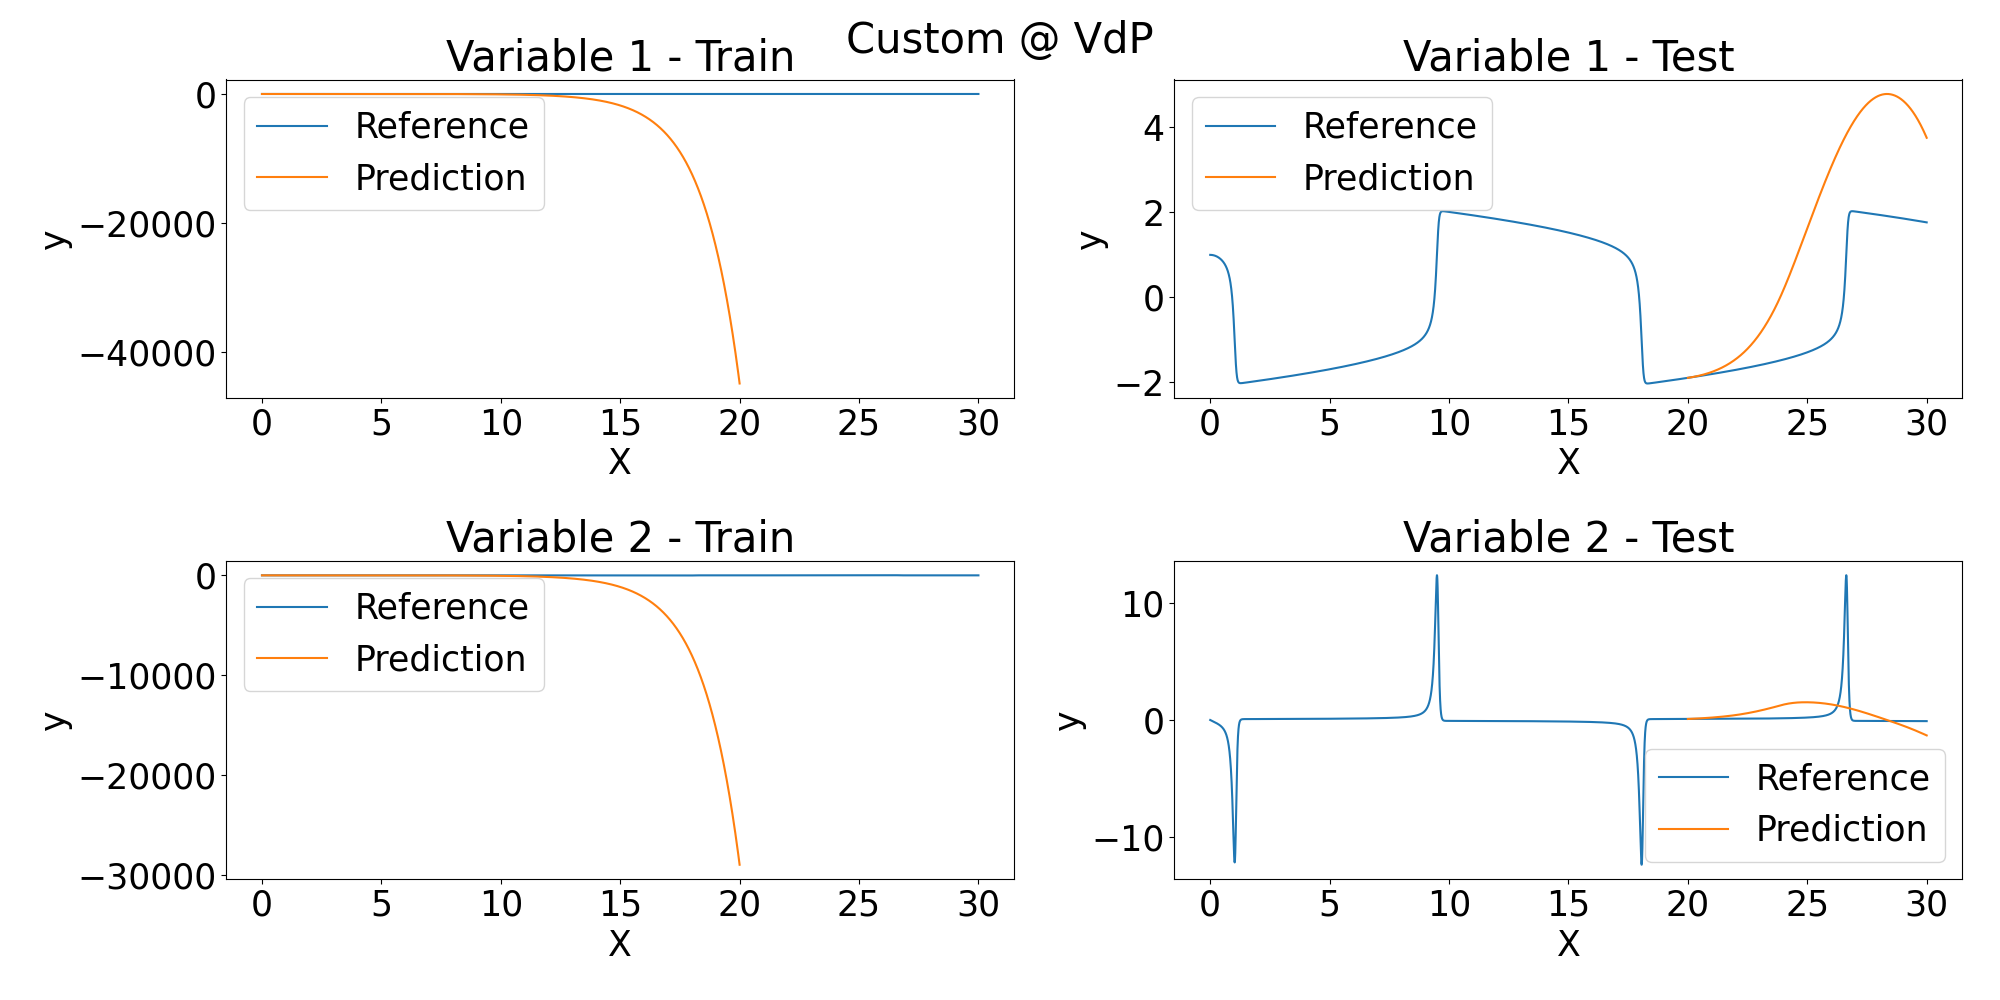 Custom @ VdP
Variable 1 - Train
0
−20000
−40000
y
Reference
Prediction
0 5 10 15 20 25 30
X
Variable 1 - Test
4
2
0
−2
y
Reference
Prediction
0 5 10 15 20 25 30
X
Variable 2 - Train
0
−10000
−20000
−30000
y
Reference
Prediction
0 5 10 15 20 25 30
X
Variable 2 - Test
10
0
−10
y
Reference
Prediction
0 5 10 15 20 25 30
X